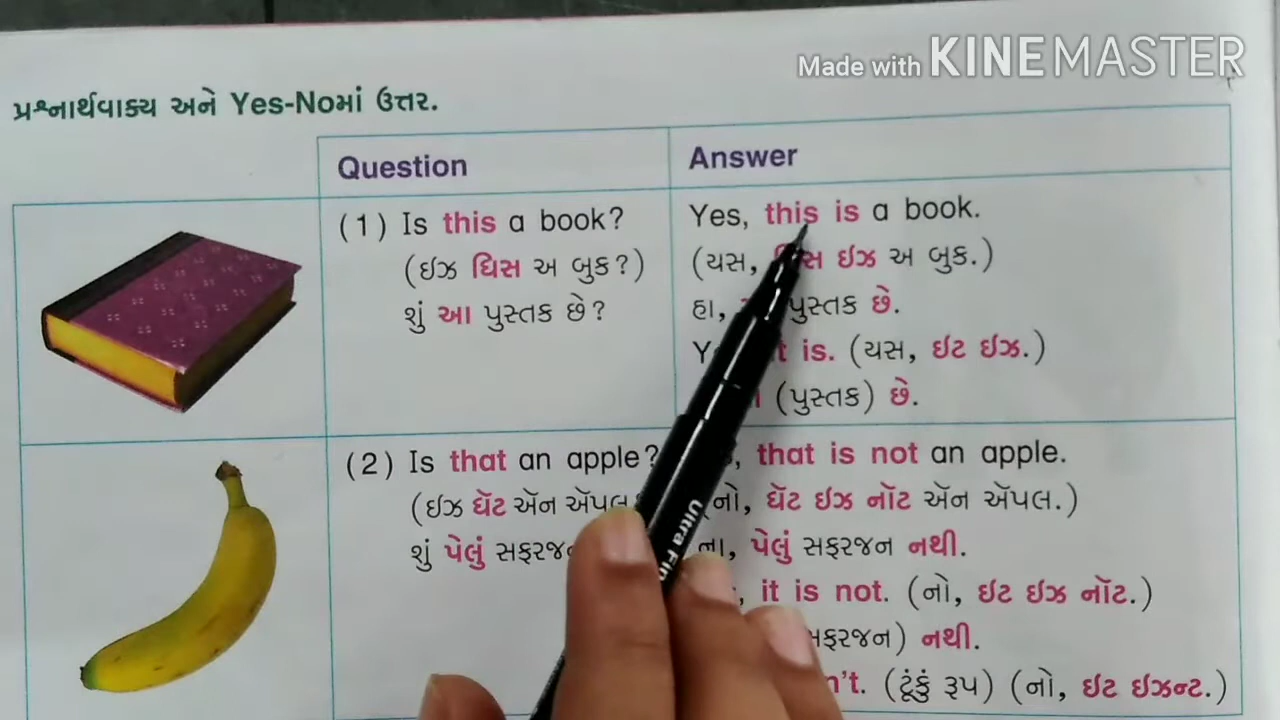 Made with KINEMASTER
પ્રશ્નાર્થવાક્ય અને Yes-Noમાં ઉત્તર.
Question
Answer
(1) Is this a book?
(ઇઝ ધિસ અ બુક?)
શું આ પુસ્તક છે?
Yes, this is a book.
(યસ, ઇઝ અ બુક.)
હા, પુસ્તક છે.
is. (યસ, ઇટ ઇઝ.)
(પુસ્તક) છે.
(2) Is that an apple?
(ઇઝ ધૅટ ઍન ઍપલ
શું પેલું
that is not an apple.
(નો, ધૅટ ઇઝ નૉટ ઍન ઍપલ.)
ના, પેલું સફરજન નથી.
it is not. (નો, ઇટ ઇઝ નૉટ.)
નથી.
(ટૂંકું રૂપ) (નો, ઇટ ઇઝન્ટ.)
Ultra Fin